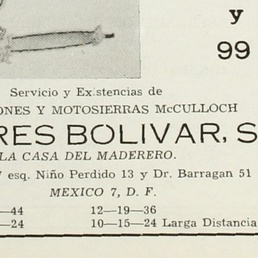 y
99
Servicio y Existencias de
ONES Y MOTOSIERRAS McCULLOCH
RES BOLIVAR, S
LA CASA DEL MADERERO.
esq. Niño Perdido 13 y Dr. Barragan 51
MEXICO 7, D. F.
—44 12—19—36
—24 10—15—24 Larga Distancia